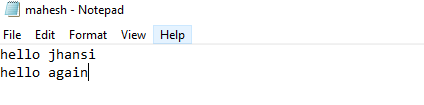 mahesh - Notepad
File Edit Format View Help
hello jhansi
hello again